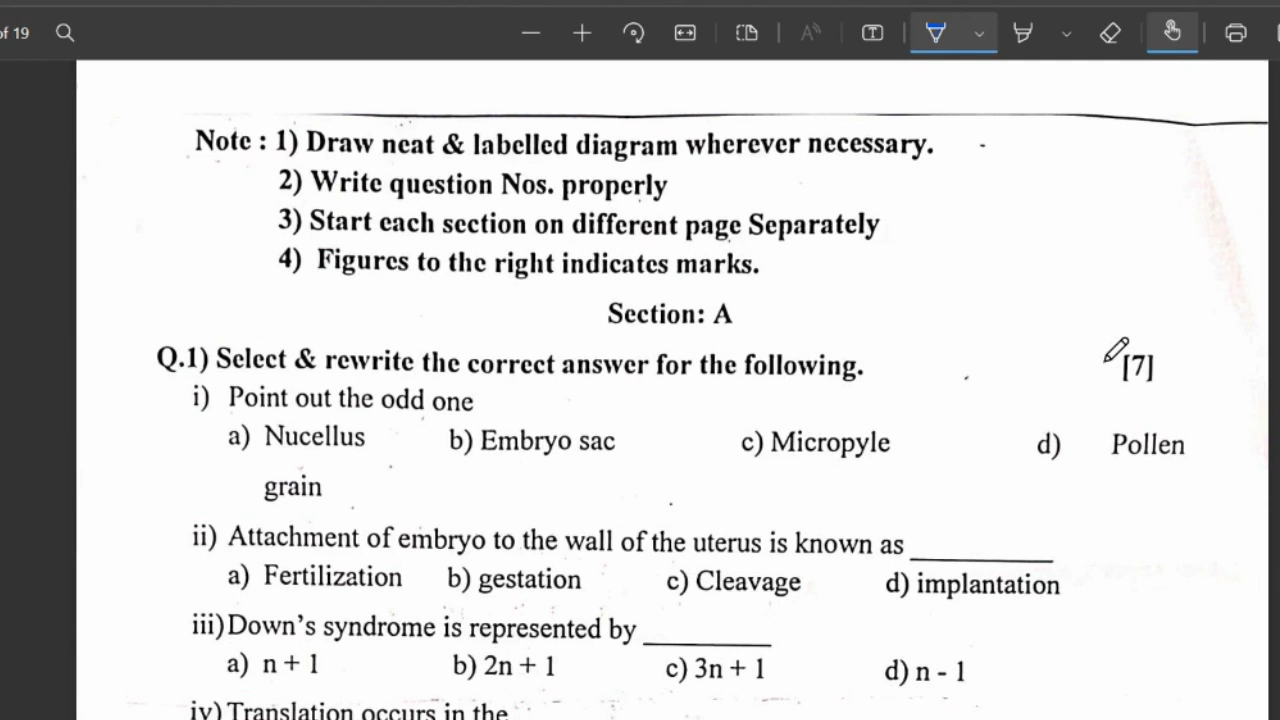 of 19
Note : 1) Draw neat & labelled diagram wherever necessary.
2) Write question Nos. properly
3) Start each section on different page Separately
4) Figures to the right indicates marks.
Section: A
Q.1) Select & rewrite the correct answer for the following. [7]
i) Point out the odd one
a) Nucellus b) Embryo sac c) Micropyle d) Pollen
grain
ii) Attachment of embryo to the wall of the uterus is known as __________
a) Fertilization b) gestation c) Cleavage d) implantation
iii) Down's syndrome is represented by __________
a) n + 1 b) 2n + 1 c) 3n + 1 d) n - 1
iv) Translation occurs in the